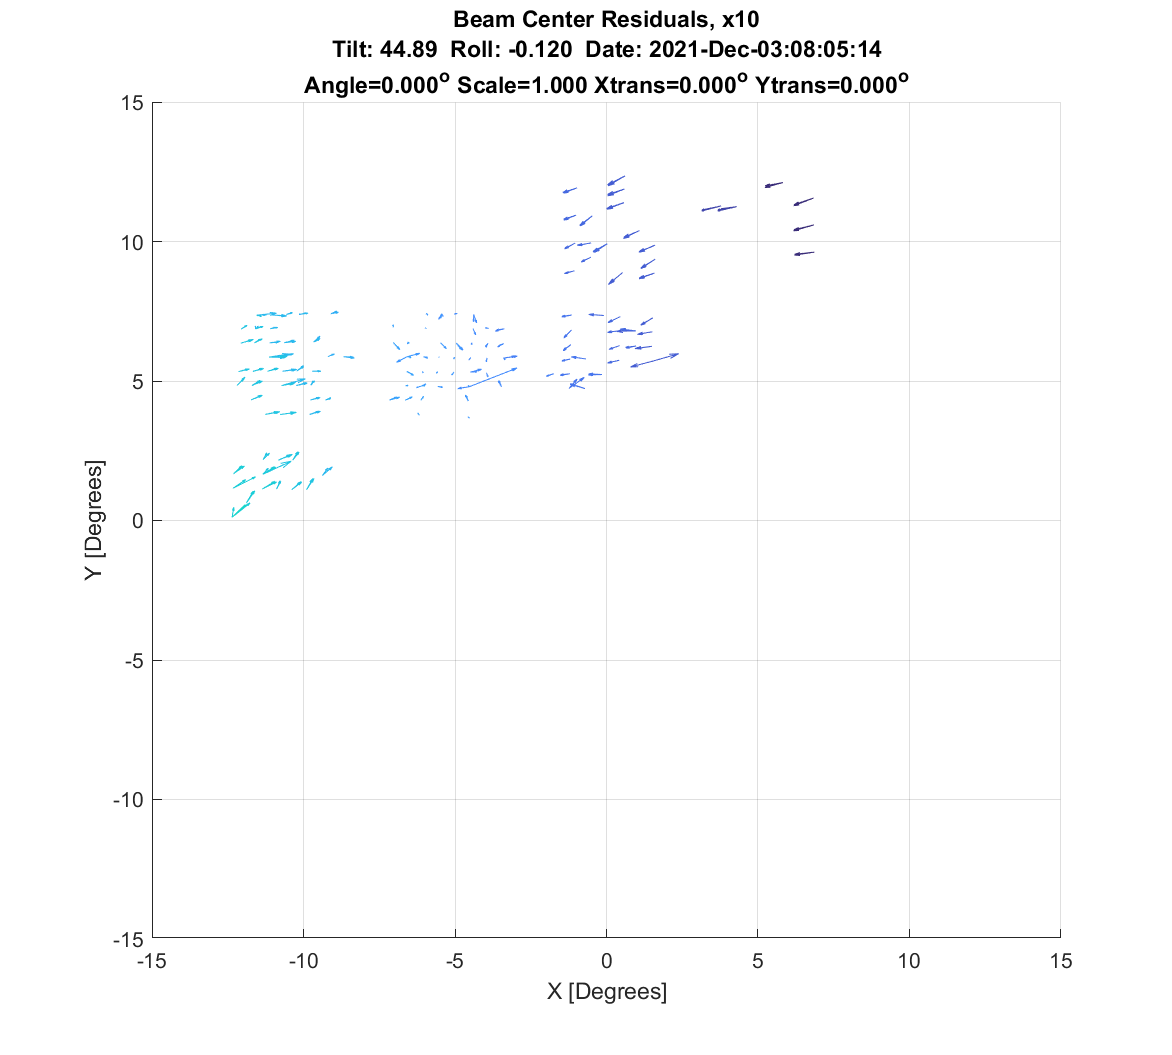 Beam Center Residuals, x10
Tilt: 44.89 Roll: -0.120 Date: 2021-Dec-03:08:05:14
Angle=0.000° Scale=1.000 Xtrans=0.000° Ytrans=0.000°
15
10
5
0
-5
-10
-15
Y [Degrees]
-15 -10 -5 0 5 10 15
X [Degrees]